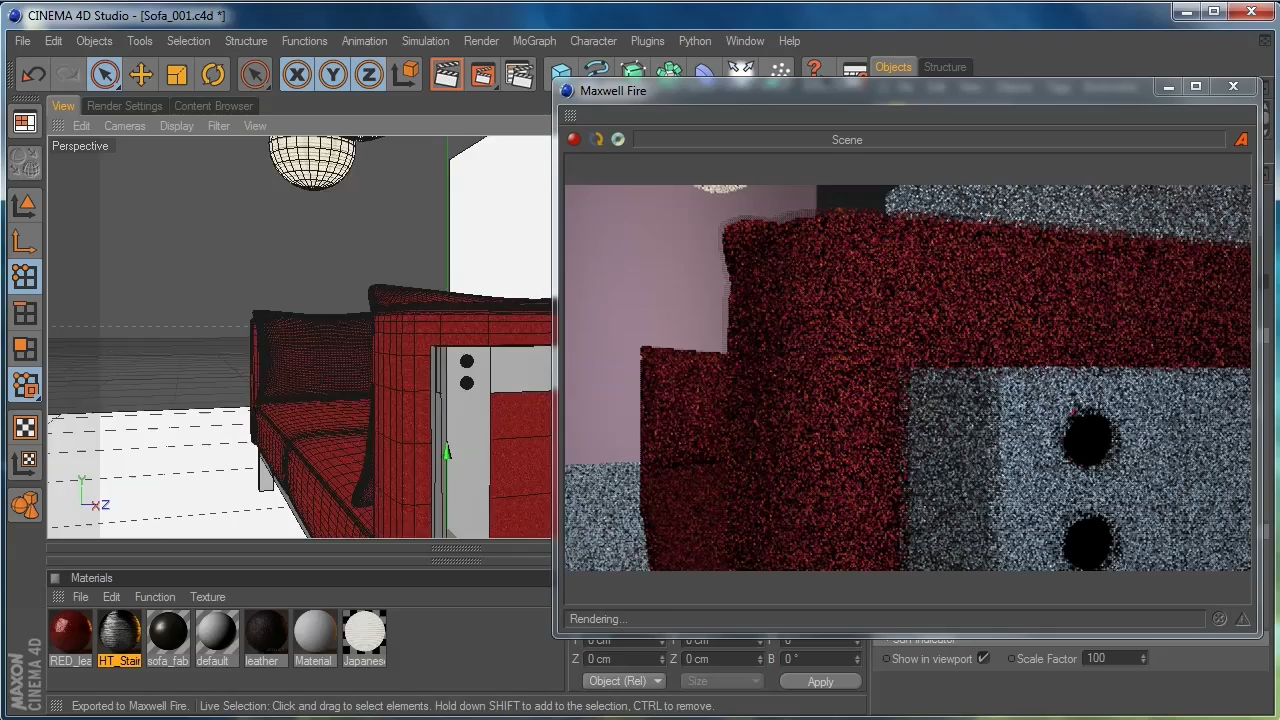 CINEMA 4D Studio - [Sofa_001.c4d *]
File Edit Objects Tools Selection Structure Functions Animation Simulation Render MoGraph Character Plugins Python Window Help
X Y Z
Objects Structure
View Render Settings Content Browser
Edit Cameras Display Filter View
Perspective
Maxwell Fire
Scene
Y
X Z
Rendering...
Materials
File Edit Function Texture
RED_lea HT_Stain sofa_fab default leather Material Japanese
Z 0 cm Z 0 cm B 0 °
Object (Rel) Size Apply
Show in viewport Scale Factor 100
MAXON
CINEMA 4D
Exported to Maxwell Fire. Live Selection: Click and drag to select elements. Hold down SHIFT to add to the selection, CTRL to remove.